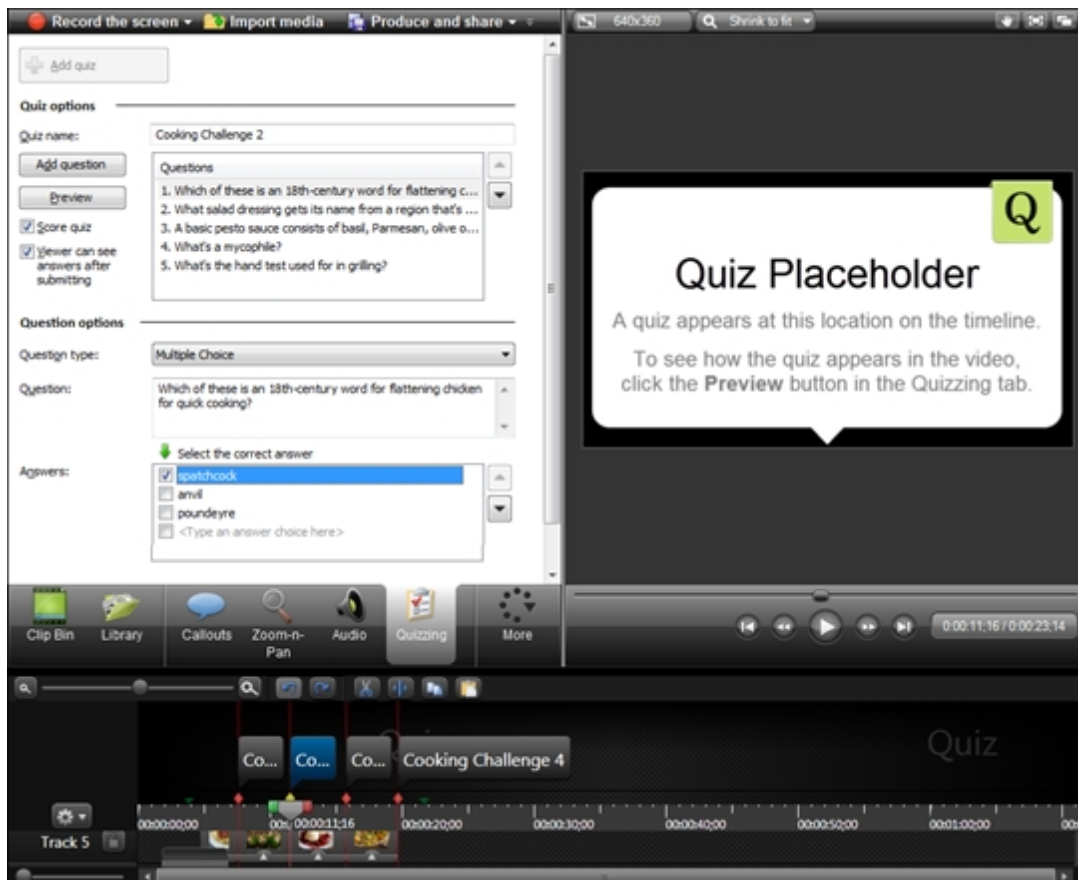 Record the screen
Import media
Produce and share
640x360
Shrink to fit
Add quiz
Quiz options
Quiz name:
Cooking Challenge 2
Add question
Preview
Score quiz
Viewer can see
answers after
submitting
Questions
1. Which of these is an 18th-century word for flattening c...
2. What salad dressing gets its name from a region that's ...
3. A basic pesto sauce consists of basil, Parmesan, olive o...
4. What's a mycophile?
5. What's the hand test used for in grilling?
Question options
Question type:
Multiple Choice
Question:
Which of these is an 18th-century word for flattening chicken
for quick cooking?
Select the correct answer
Answers:
spatchcock
anvil
poundeyre
<Type an answer choice here>
Q
Quiz Placeholder
A quiz appears at this location on the timeline.
To see how the quiz appears in the video,
click the Preview button in the Quizzing tab.
Clip Bin
Library
Callouts
Zoom-n-
Pan
Audio
Quizzing
More
0:00:11;16 / 0:00:23;14
Co...
Co...
Co...
Cooking Challenge 4
Quiz
00:00:00;00
00:00:11;16
00:00:20;00
00:00:30;00
00:00:40;00
00:00:50;00
00:01:00;00
Track 5